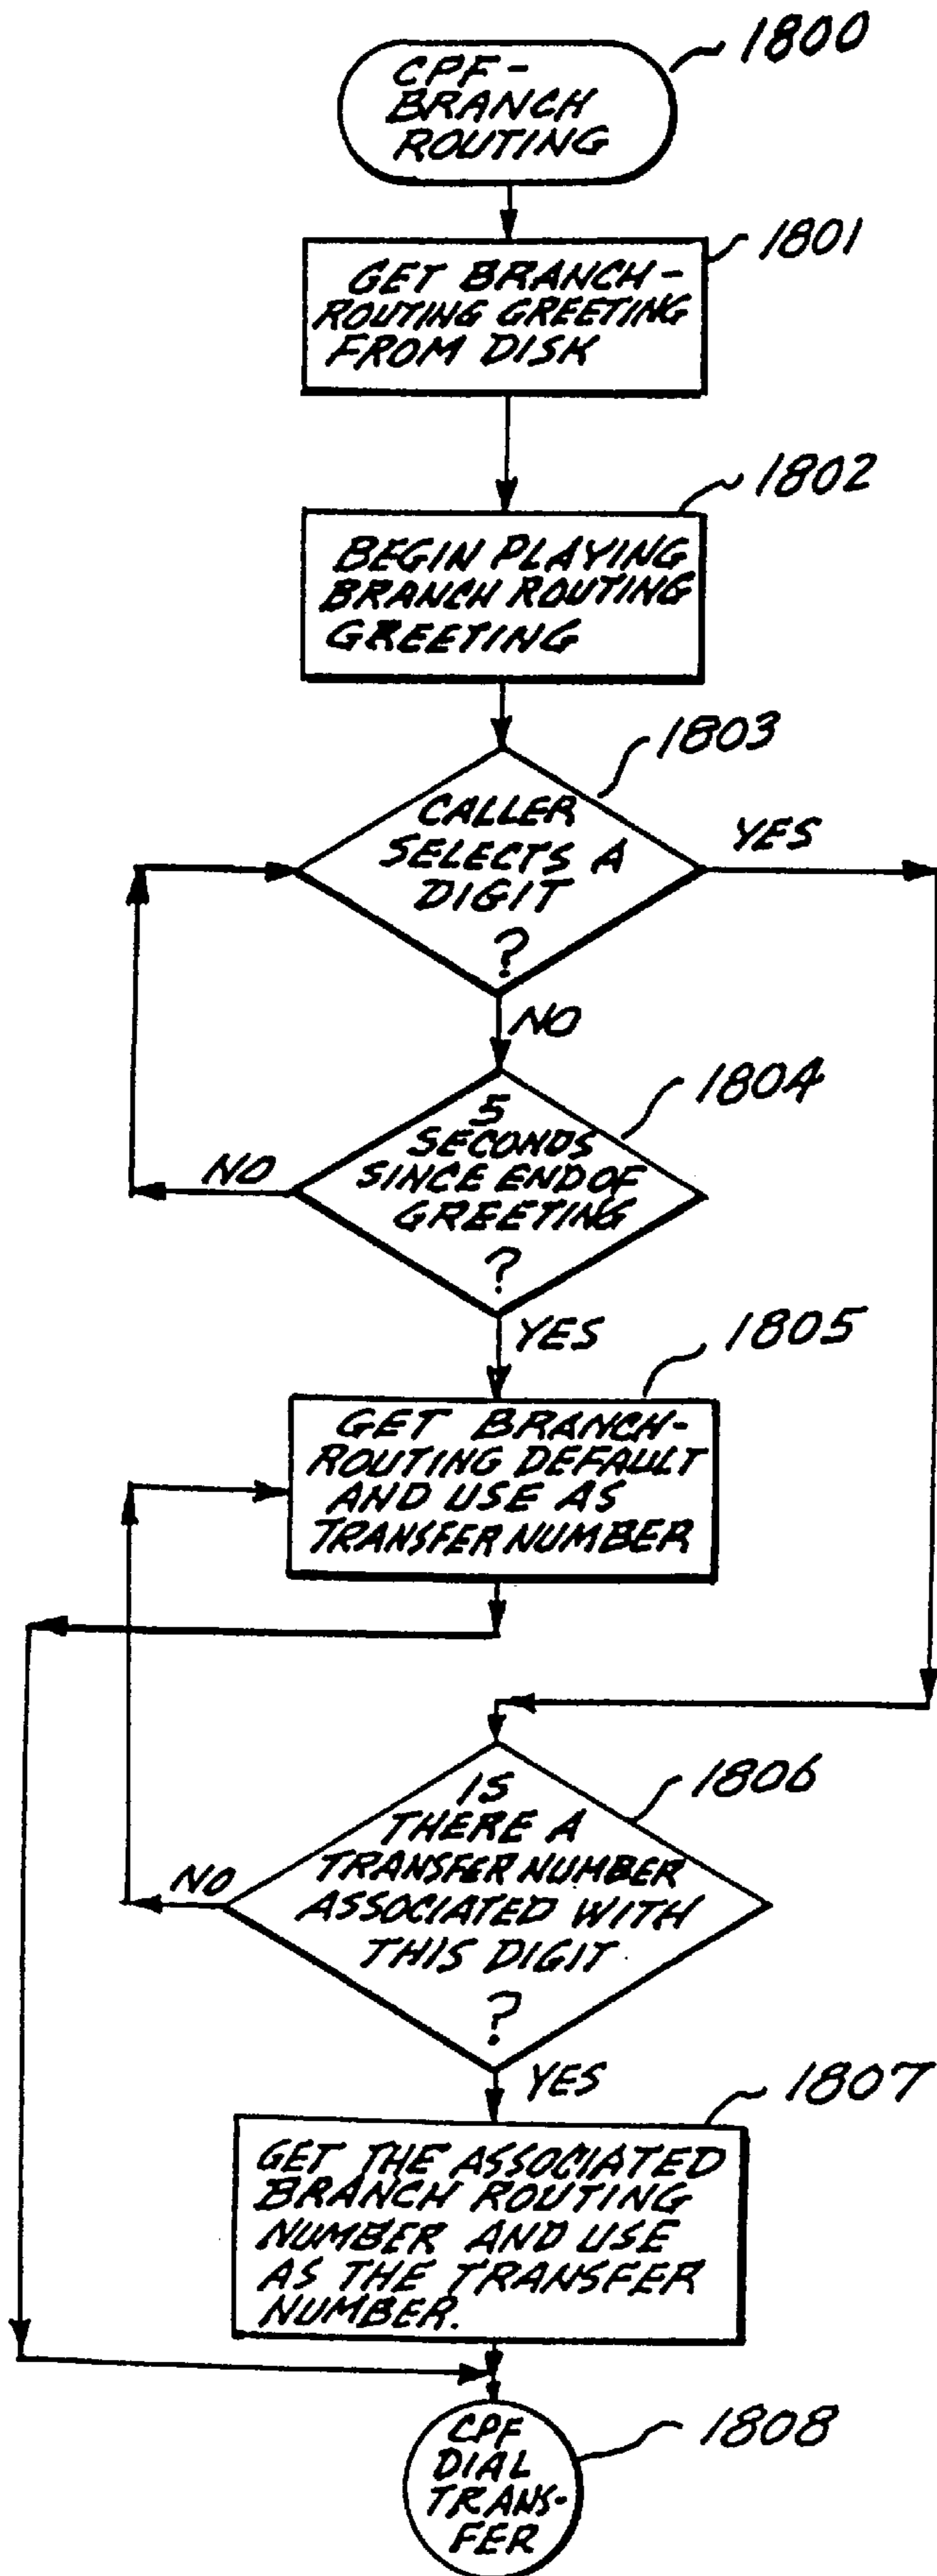 1800
CPF-
BRANCH
ROUTING
1801
GET BRANCH-
ROUTING GREETING
FROM DISK
1802
BEGIN PLAYING
BRANCH ROUTING
GREETING
1803
CALLER
SELECTS A
DIGIT
?
YES
NO
1804
5
SECONDS
SINCE END OF
GREETING
?
NO
YES
1805
GET BRANCH-
ROUTING DEFAULT
AND USE AS
TRANSFER NUMBER
1806
IS
THERE A
TRANSFER NUMBER
ASSOCIATED WITH
THIS DIGIT
?
NO
YES
1807
GET THE ASSOCIATED
BRANCH ROUTING
NUMBER AND USE
AS THE TRANSFER
NUMBER.
1808
CPF
DIAL
TRANS-
FER